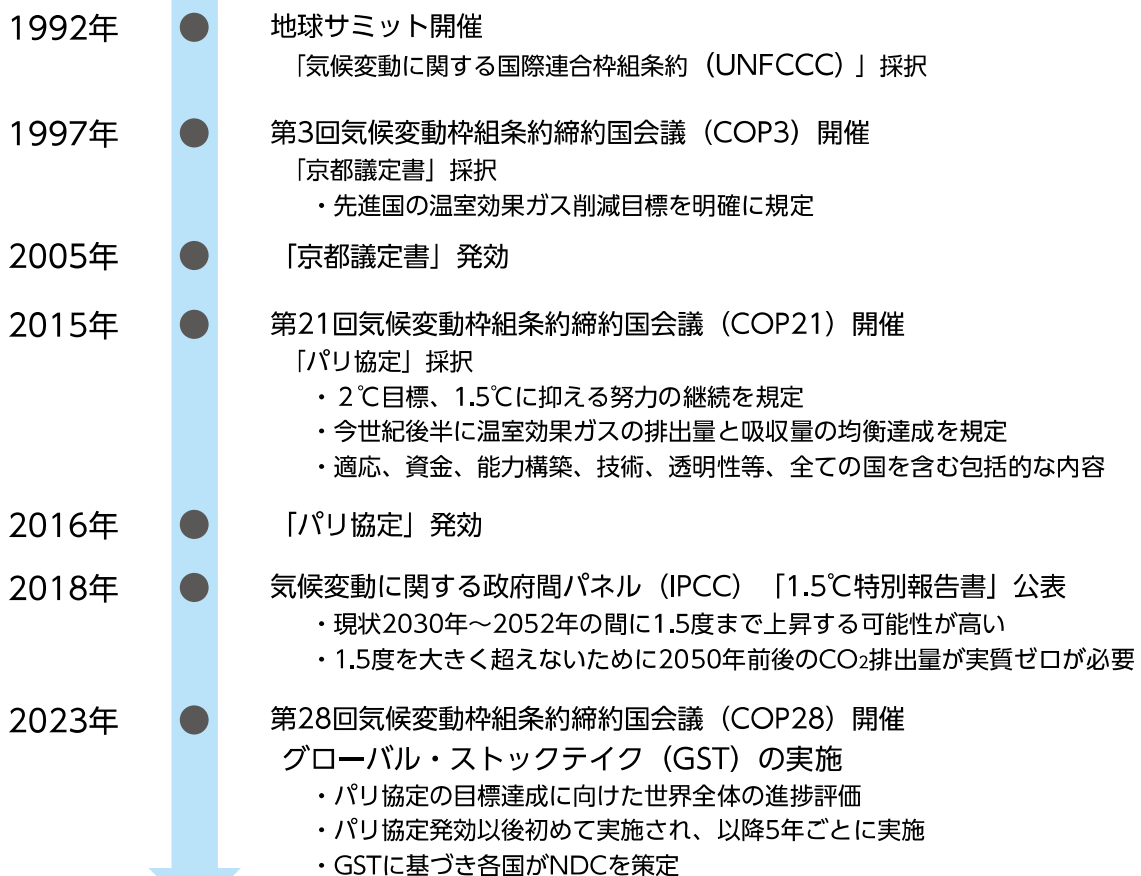 1992年 地球サミット開催
「気候変動に関する国際連合枠組条約（UNFCCC）」採択
1997年 第3回気候変動枠組条約締約国会議（COP3）開催
「京都議定書」採択
・先進国の温室効果ガス削減目標を明確に規定
2005年 「京都議定書」発効
2015年 第21回気候変動枠組条約締約国会議（COP21）開催
「パリ協定」採択
・２℃目標、1.5℃に抑える努力の継続を規定
・今世紀後半に温室効果ガスの排出量と吸収量の均衡達成を規定
・適応、資金、能力構築、技術、透明性等、全ての国を含む包括的な内容
2016年 「パリ協定」発効
2018年 気候変動に関する政府間パネル（IPCC）「1.5℃特別報告書」公表
・現状2030年～2052年の間に1.5度まで上昇する可能性が高い
・1.5度を大きく超えないために2050年前後のCO₂排出量が実質ゼロが必要
2023年 第28回気候変動枠組条約締約国会議（COP28）開催
グローバル・ストックテイク（GST）の実施
・パリ協定の目標達成に向けた世界全体の進捗評価
・パリ協定発効以後初めて実施され、以降5年ごとに実施
・GSTに基づき各国がNDCを策定